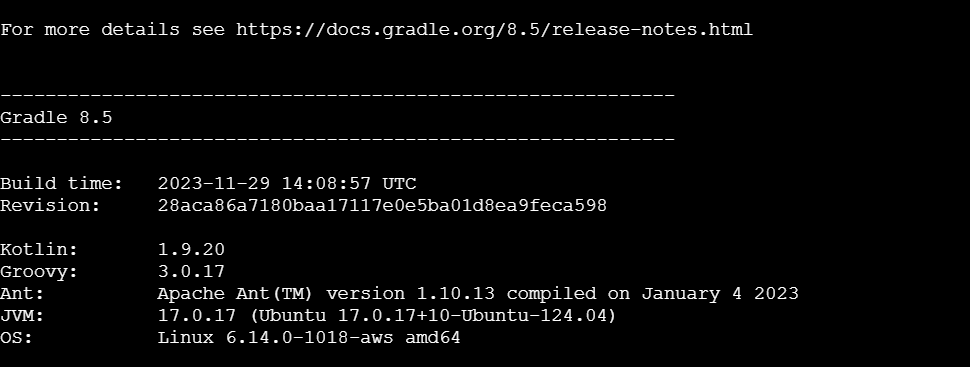 For more details see https://docs.gradle.org/8.5/release-notes.html
------------------------------------------------------------
Gradle 8.5
------------------------------------------------------------
Build time:   2023-11-29 14:08:57 UTC
Revision:     28aca86a7180baa17117e0e5ba01d8ea9feca598
Kotlin:       1.9.20
Groovy:       3.0.17
Ant:          Apache Ant(TM) version 1.10.13 compiled on January 4 2023
JVM:          17.0.17 (Ubuntu 17.0.17+10-Ubuntu-124.04)
OS:           Linux 6.14.0-1018-aws amd64